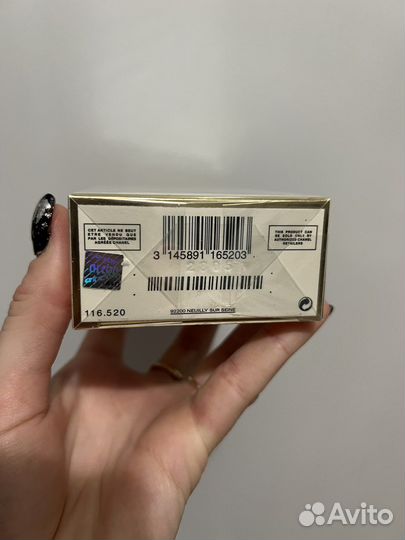 CET ARTICLE NE PEUT
ETRE VENDU QUE
PAR LES DÉPOSITAIRES
AGRÉÉS CHANEL
THIS PRODUCT CAN
BE SOLD ONLY BY
AUTHORIZED CHANEL
RETAILERS
3 145891 165203
116.520
92200 NEUILLY SUR SEINE
Avito